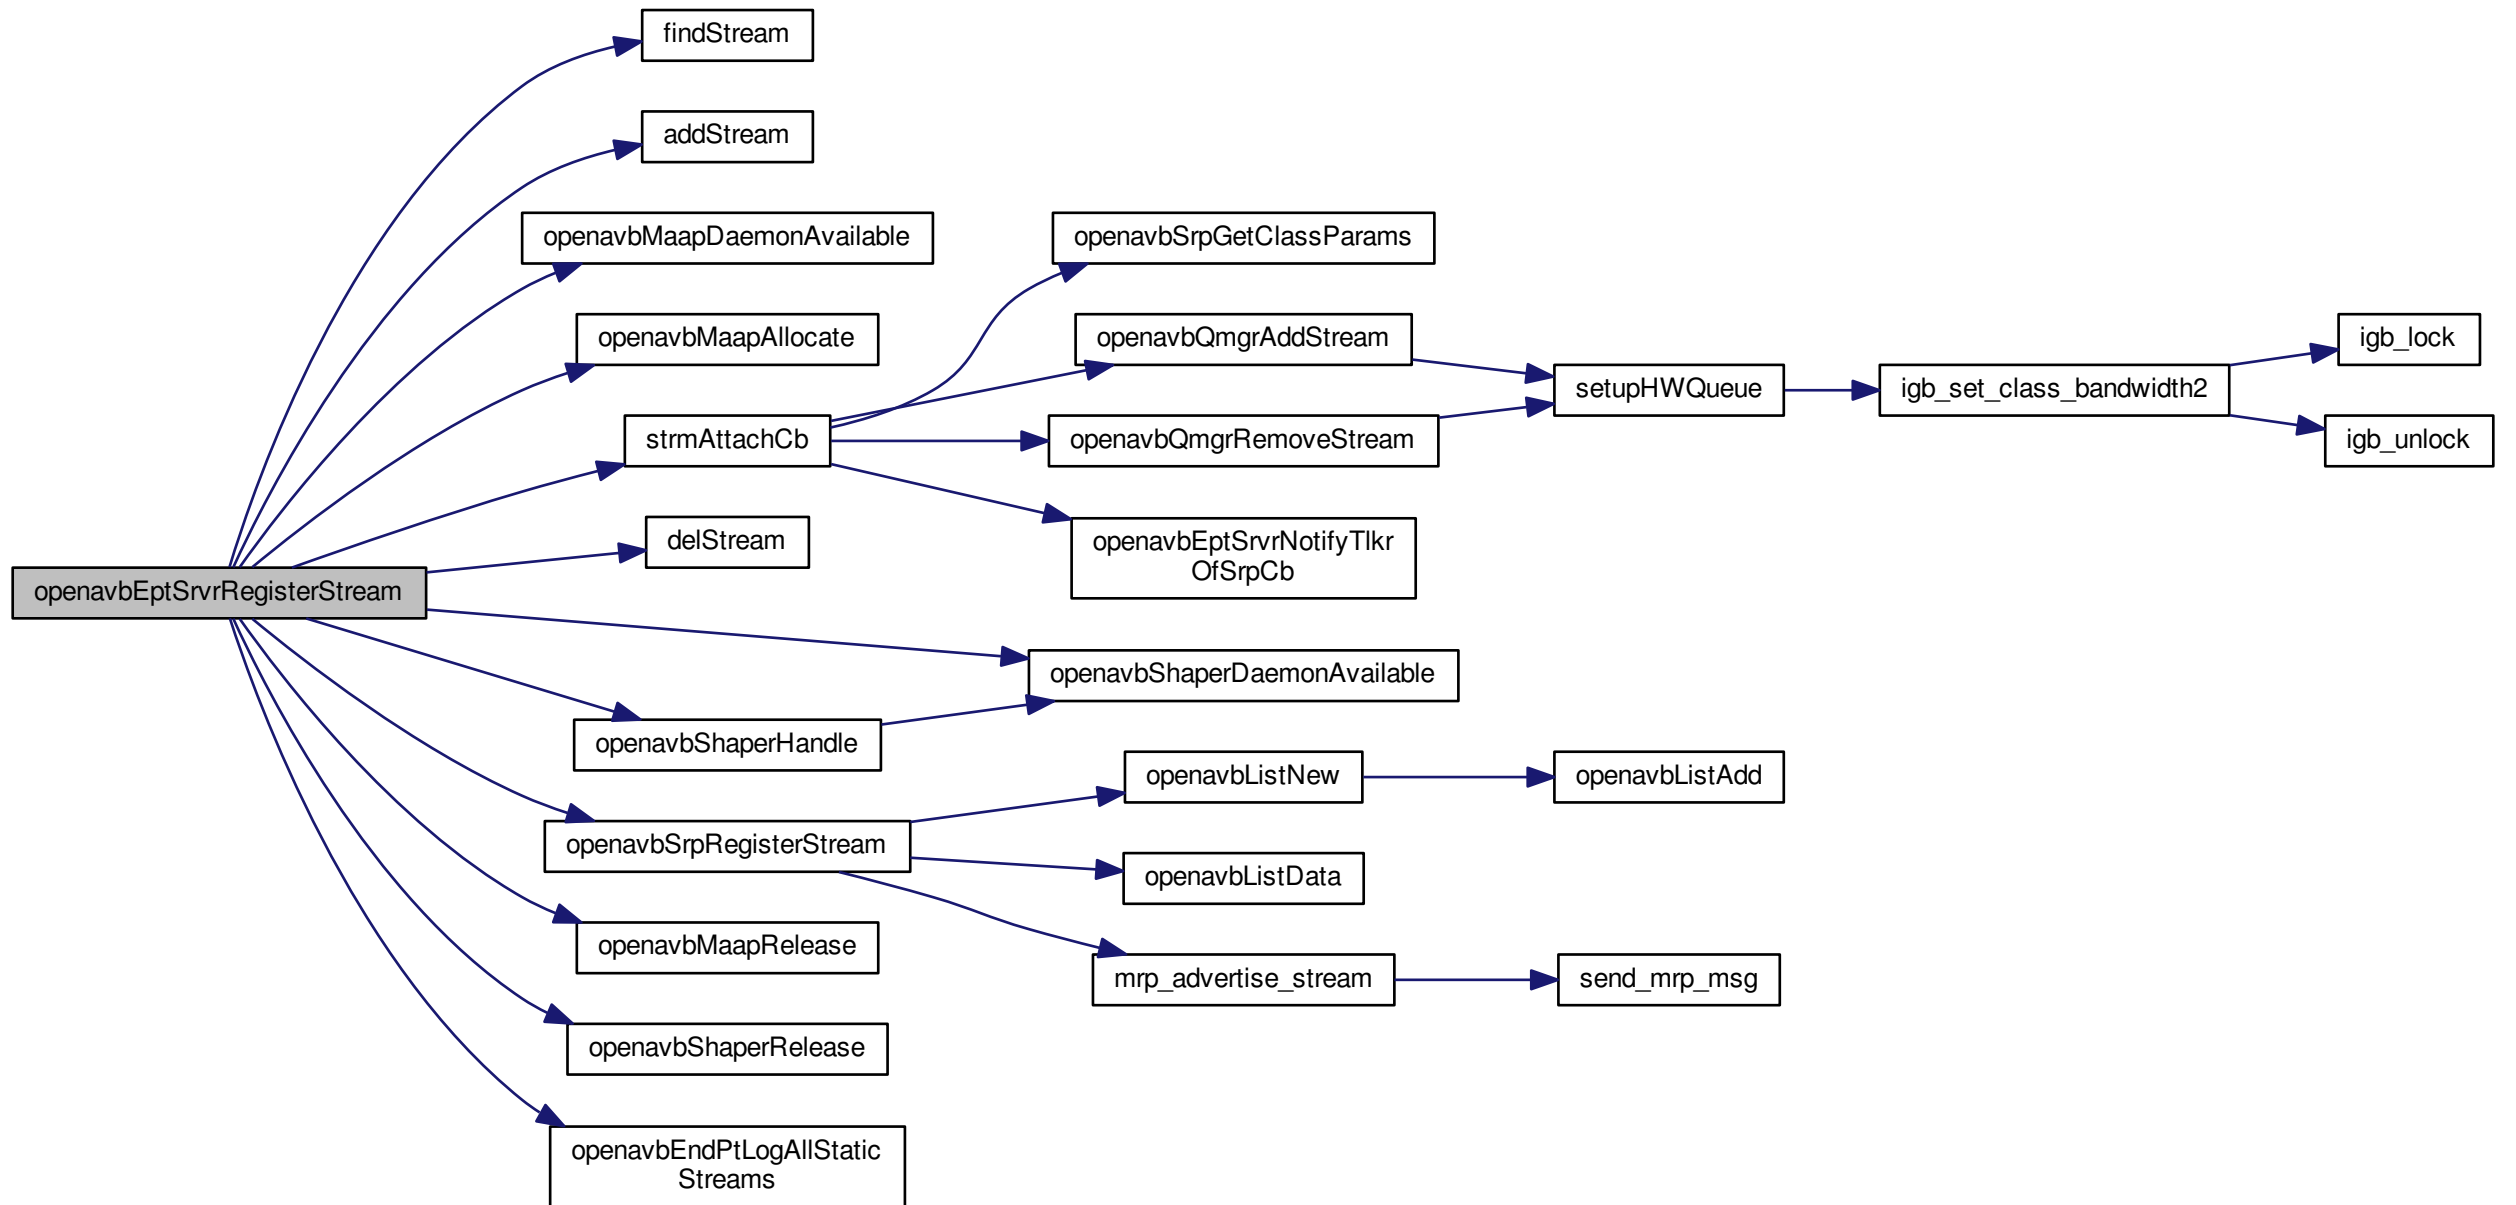 findStream
addStream
openavbMaapDaemonAvailable
openavbSrpGetClassParams
openavbMaapAllocate
openavbQmgrAddStream
igb_lock
setupHWQueue
igb_set_class_bandwidth2
strmAttachCb
openavbQmgrRemoveStream
igb_unlock
delStream
openavbEptSrvrNotifyTlkr
OfSrpCb
openavbEptSrvrRegisterStream
openavbShaperDaemonAvailable
openavbShaperHandle
openavbListNew
openavbListAdd
openavbSrpRegisterStream
openavbListData
openavbMaapRelease
mrp_advertise_stream
send_mrp_msg
openavbShaperRelease
openavbEndPtLogAllStatic
Streams